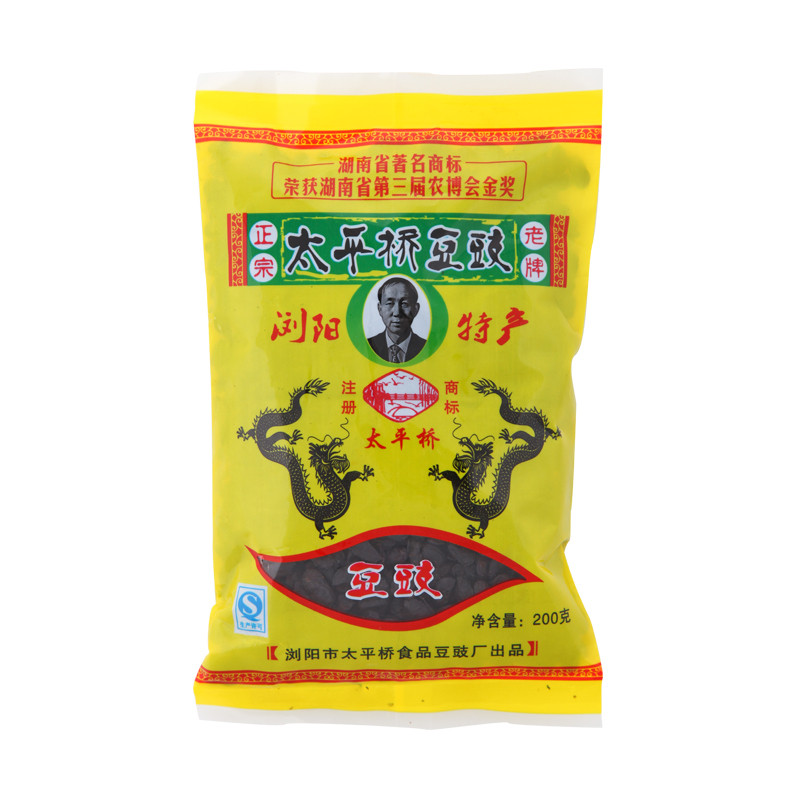 湖南省著名商标
荣获湖南省第三届农博会金奖
正宗
太平桥豆豉
老牌
浏阳 特产
注册 商标
太平桥
豆豉
生产许可
净含量：200克
浏阳市太平桥食品豆豉厂出品